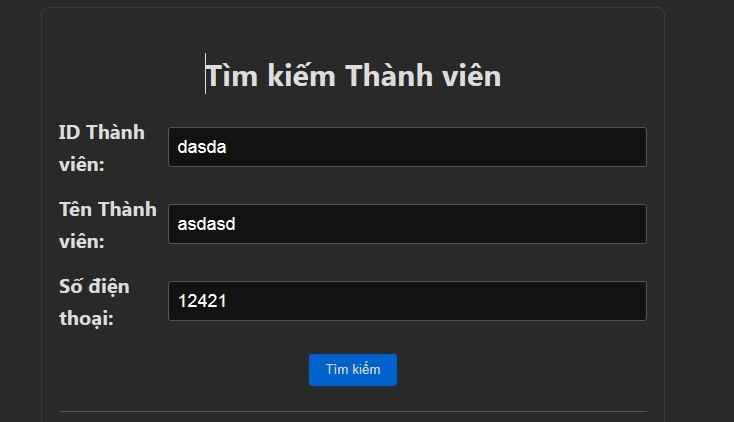 Tìm kiếm Thành viên
ID Thành
viên:
dasda
Tên Thành
viên:
asdasd
Số điện
thoại:
12421
Tìm kiếm